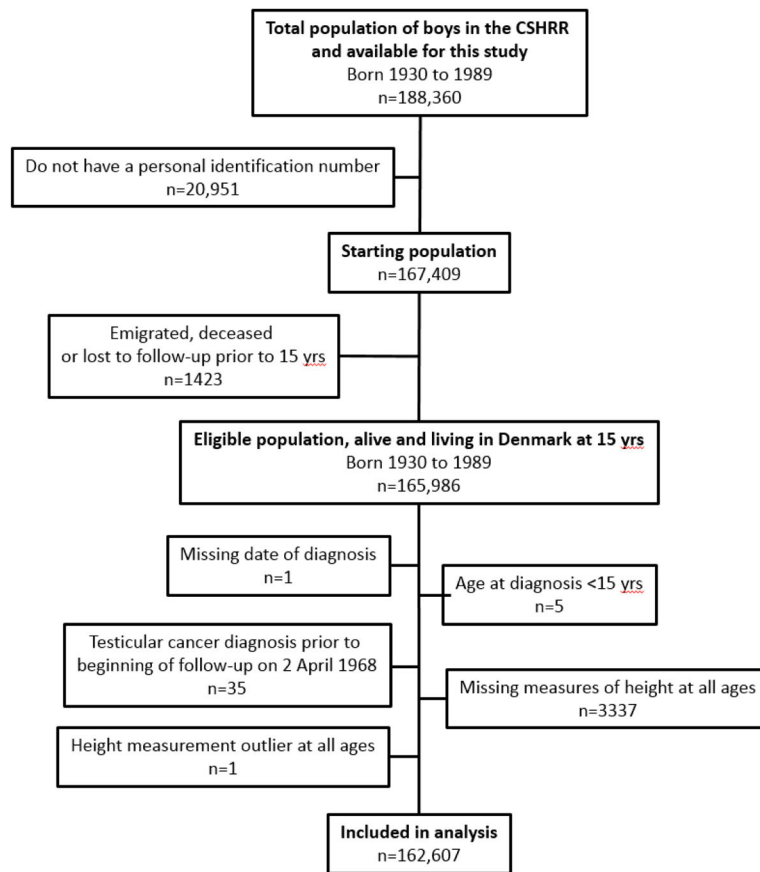 Total population of boys in the CSHRR
and available for this study
Born 1930 to 1989
n=188,360
Do not have a personal identification number
n=20,951
Starting population
n=167,409
Emigrated, deceased
or lost to follow-up prior to 15 yrs
n=1423
Eligible population, alive and living in Denmark at 15 yrs
Born 1930 to 1989
n=165,986
Missing date of diagnosis
n=1
Age at diagnosis <15 yrs
n=5
Testicular cancer diagnosis prior to
beginning of follow-up on 2 April 1968
n=35
Missing measures of height at all ages
n=3337
Height measurement outlier at all ages
n=1
Included in analysis
n=162,607